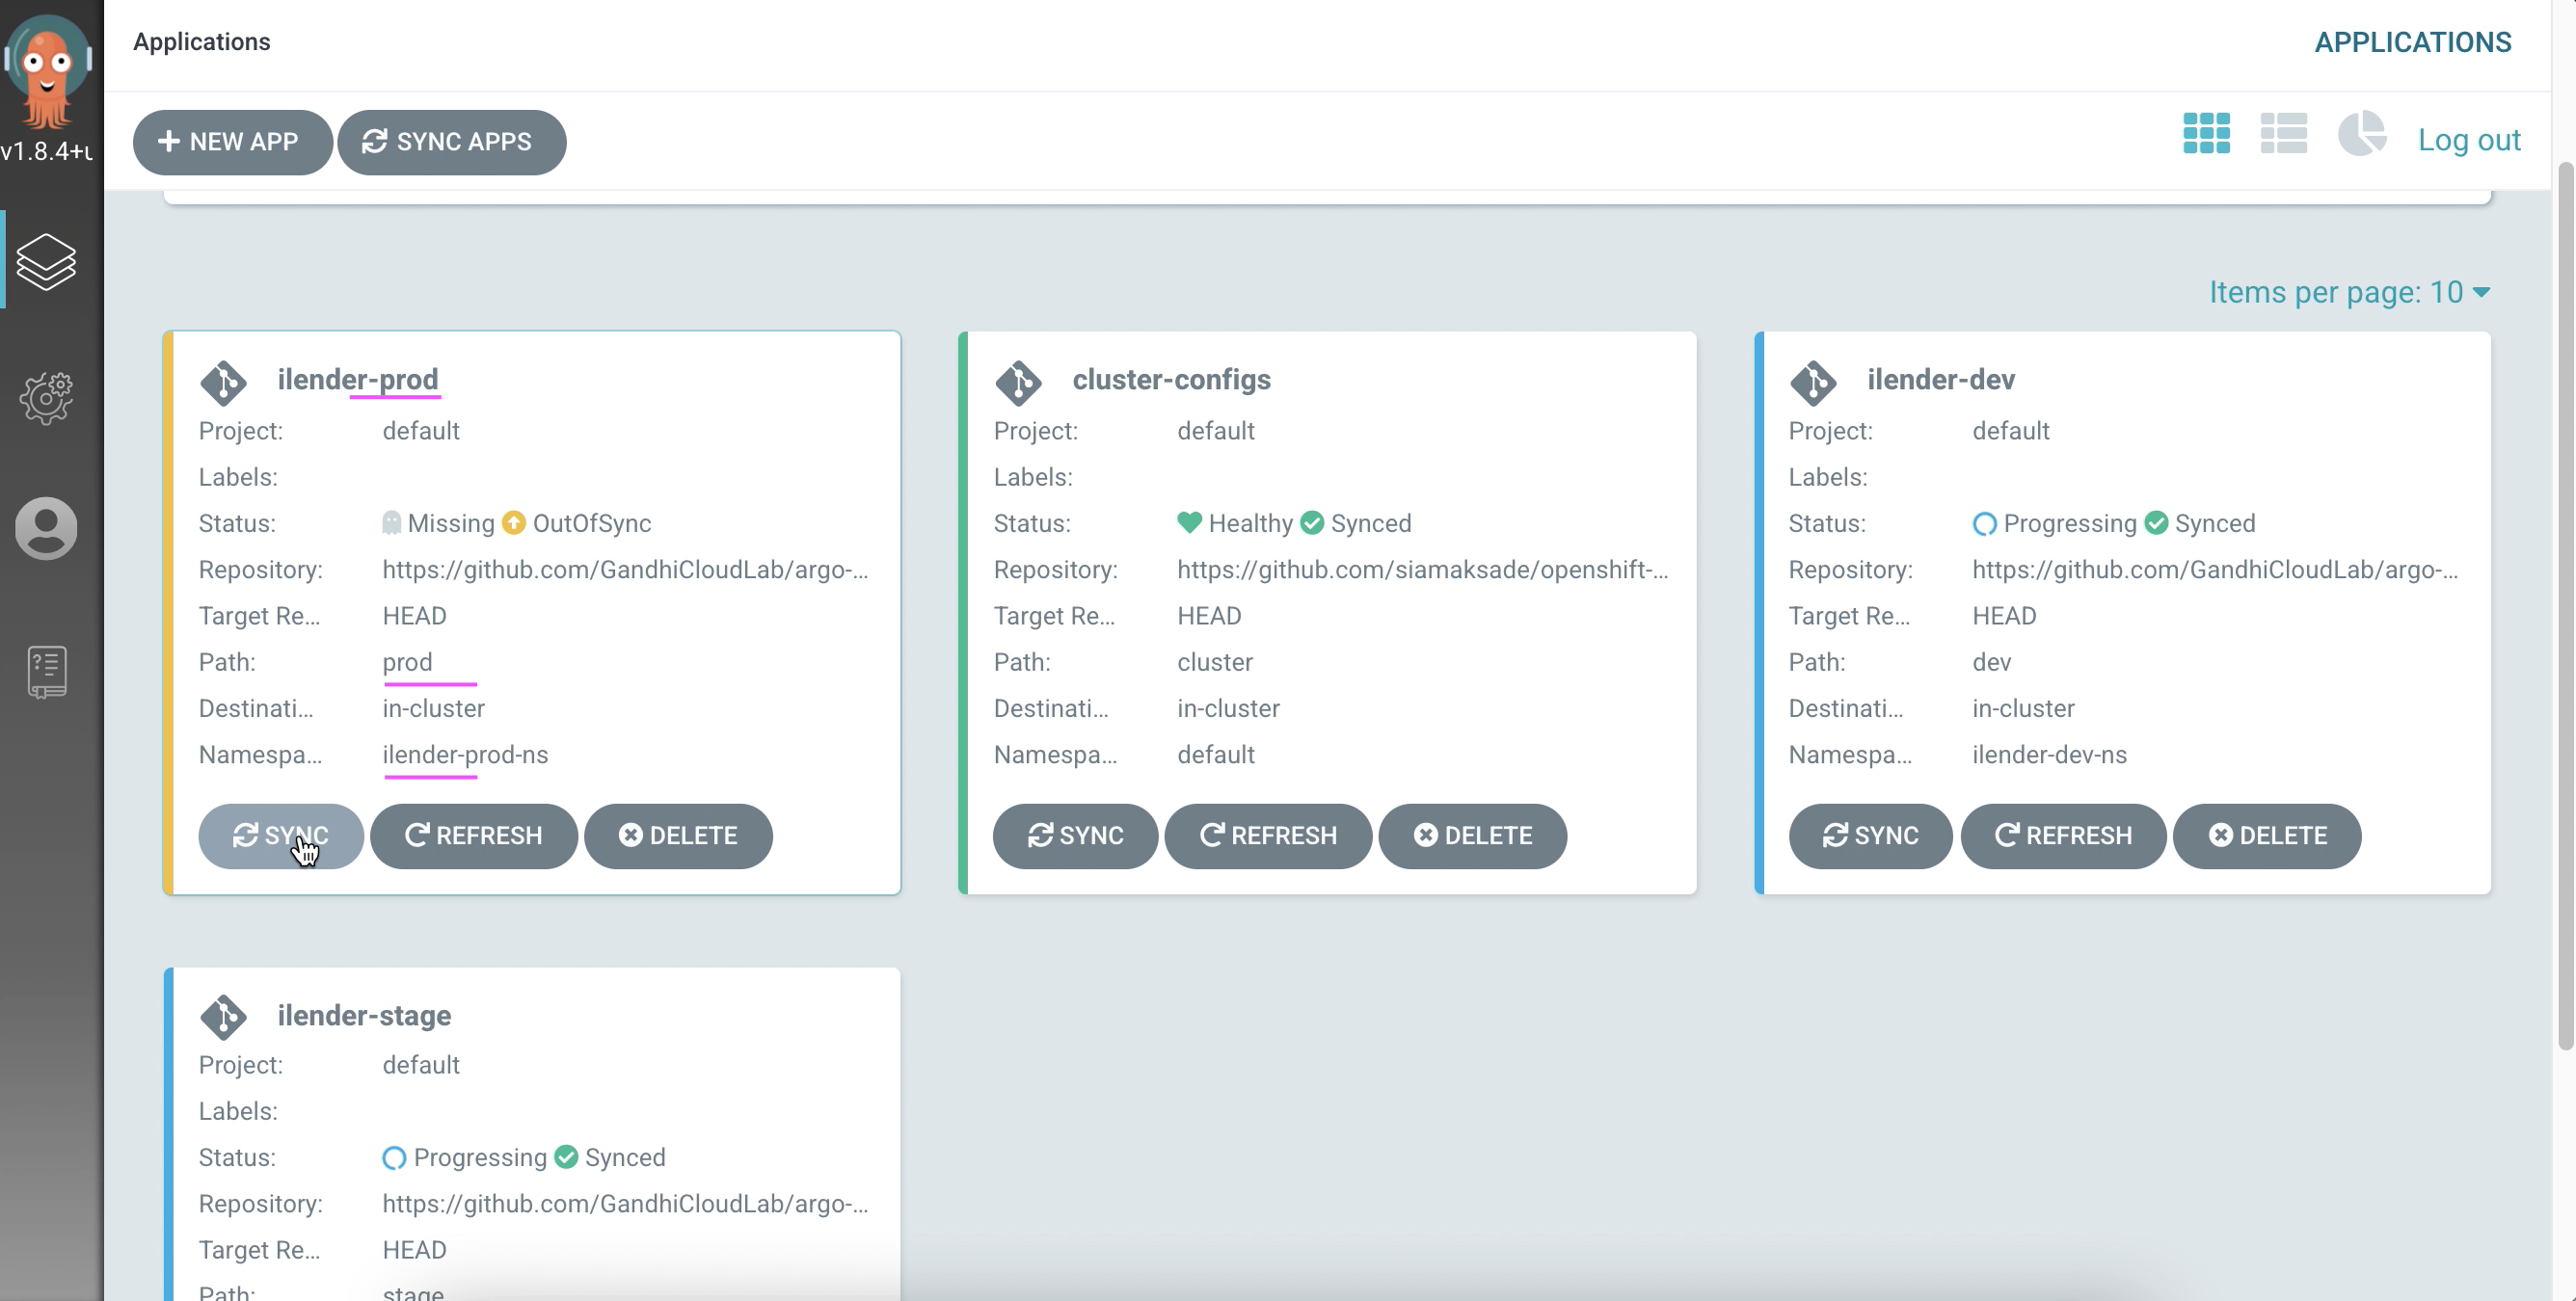 Applications
APPLICATIONS
v1.8.4+u
NEW APP
SYNC APPS
Log out
Items per page: 10
ilender-prod
Project: default
Labels:
Status: Missing OutOfSync
Repository: https://github.com/GandhiCloudLab/argo-...
Target Re... HEAD
Path: prod
Destinati... in-cluster
Namespa... ilender-prod-ns
SYNC REFRESH DELETE
cluster-configs
Project: default
Labels:
Status: Healthy Synced
Repository: https://github.com/siamaksade/openshift-...
Target Re... HEAD
Path: cluster
Destinati... in-cluster
Namespa... default
SYNC REFRESH DELETE
ilender-dev
Project: default
Labels:
Status: Progressing Synced
Repository: https://github.com/GandhiCloudLab/argo-...
Target Re... HEAD
Path: dev
Destinati... in-cluster
Namespa... ilender-dev-ns
SYNC REFRESH DELETE
ilender-stage
Project: default
Labels:
Status: Progressing Synced
Repository: https://github.com/GandhiCloudLab/argo-...
Target Re... HEAD
Path: stage